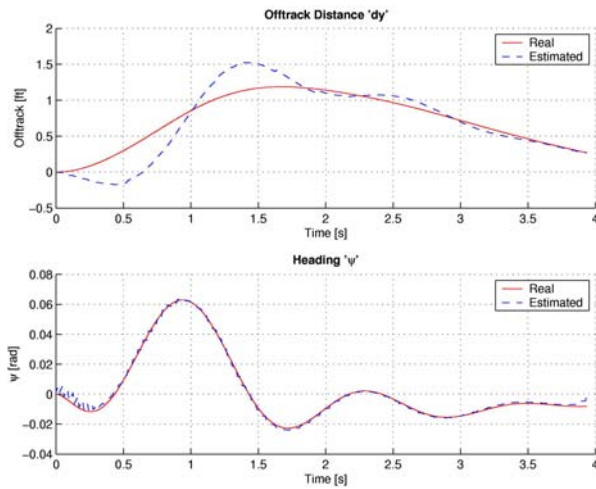 Offtrack Distance 'dy'
2
1.5
1
0.5
0
−0.5
Offtrack [ft]
Real
Estimated
0 0.5 1 1.5 2 2.5 3 3.5 4
Time [s]
Heading 'ψ'
0.08
0.06
0.04
0.02
0
−0.02
−0.04
ψ [rad]
Real
Estimated
0 0.5 1 1.5 2 2.5 3 3.5 4
Time [s]